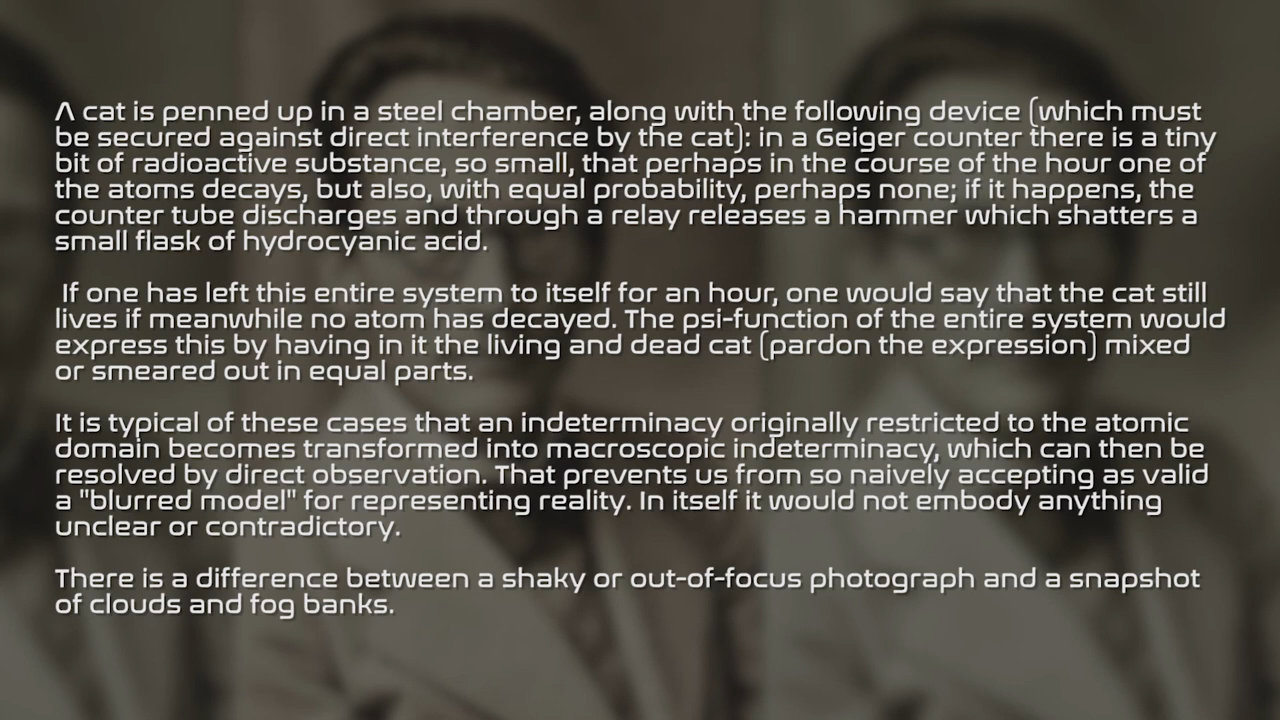 A cat is penned up in a steel chamber, along with the following device (which must
be secured against direct interference by the cat): in a Geiger counter there is a tiny
bit of radioactive substance, so small, that perhaps in the course of the hour one of
the atoms decays, but also, with equal probability, perhaps none; if it happens, the
counter tube discharges and through a relay releases a hammer which shatters a
small flask of hydrocyanic acid.
If one has left this entire system to itself for an hour, one would say that the cat still
lives if meanwhile no atom has decayed. The psi-function of the entire system would
express this by having in it the living and dead cat (pardon the expression) mixed
or smeared out in equal parts.
It is typical of these cases that an indeterminacy originally restricted to the atomic
domain becomes transformed into macroscopic indeterminacy, which can then be
resolved by direct observation. That prevents us from so naively accepting as valid
a "blurred model" for representing reality. In itself it would not embody anything
unclear or contradictory.
There is a difference between a shaky or out-of-focus photograph and a snapshot
of clouds and fog banks.